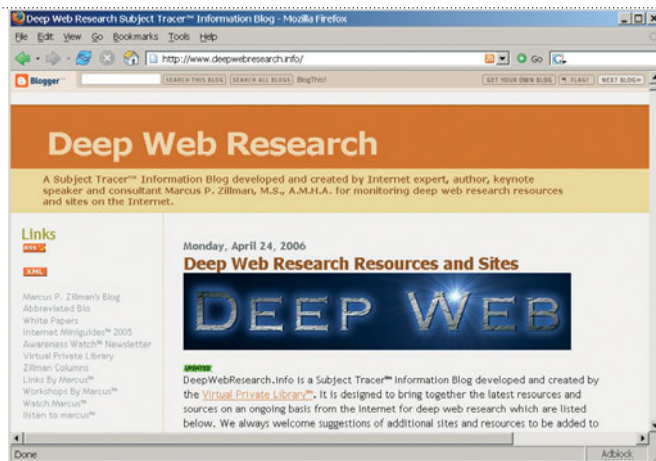 Deep Web Research Subject Tracer™ Information Blog - Mozilla Firefox
File Edit View Go Bookmarks Tools Help
http://www.deepwebresearch.info/ Go G
Blogger SEARCH THIS BLOG SEARCH ALL BLOGS BlogThis! GET YOUR OWN BLOG FLAG? NEXT BLOG»
Deep Web Research
A Subject Tracer™ Information Blog developed and created by Internet expert, author, keynote
speaker and consultant Marcus P. Zillman, M.S., A.M.H.A. for monitoring deep web research resources
and sites on the Internet.
Links
RSS
XML
Marcus P. Zillman's Blog
Abbreviated Bio
White Papers
Internet Miniguides™ 2005
Awareness Watch™ Newsletter
Virtual Private Library
Zillman Columns
Links By Marcus™
Workshops By Marcus™
Watch Marcus™
listen to marcus™
Monday, April 24, 2006
Deep Web Research Resources and Sites
DEEP WEB
UPDATED
DeepWebResearch.Info is a Subject Tracer™ Information Blog developed and created by
the Virtual Private Library™. It is designed to bring together the latest resources and
sources on an ongoing basis from the Internet for deep web research which are listed
below. We always welcome suggestions of additional sites and resources to be added to
Done Adblock